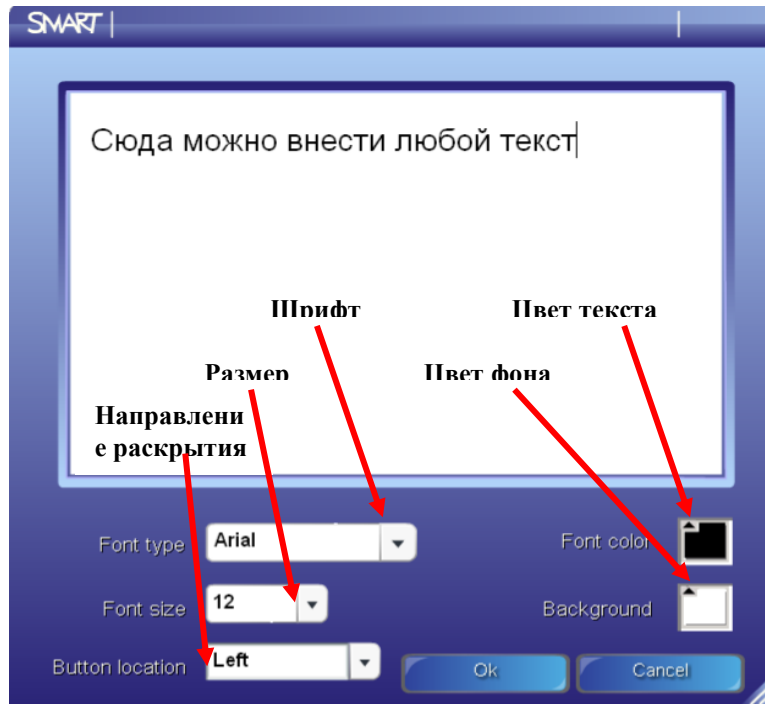 SMART
Сюда можно внести любой текст
Шрифт
Цвет текста
Размер
Цвет фона
Направлени
е раскрытия
Font type
Arial
Font color
Font size
12
Background
Button location
Left
Ok
Cancel